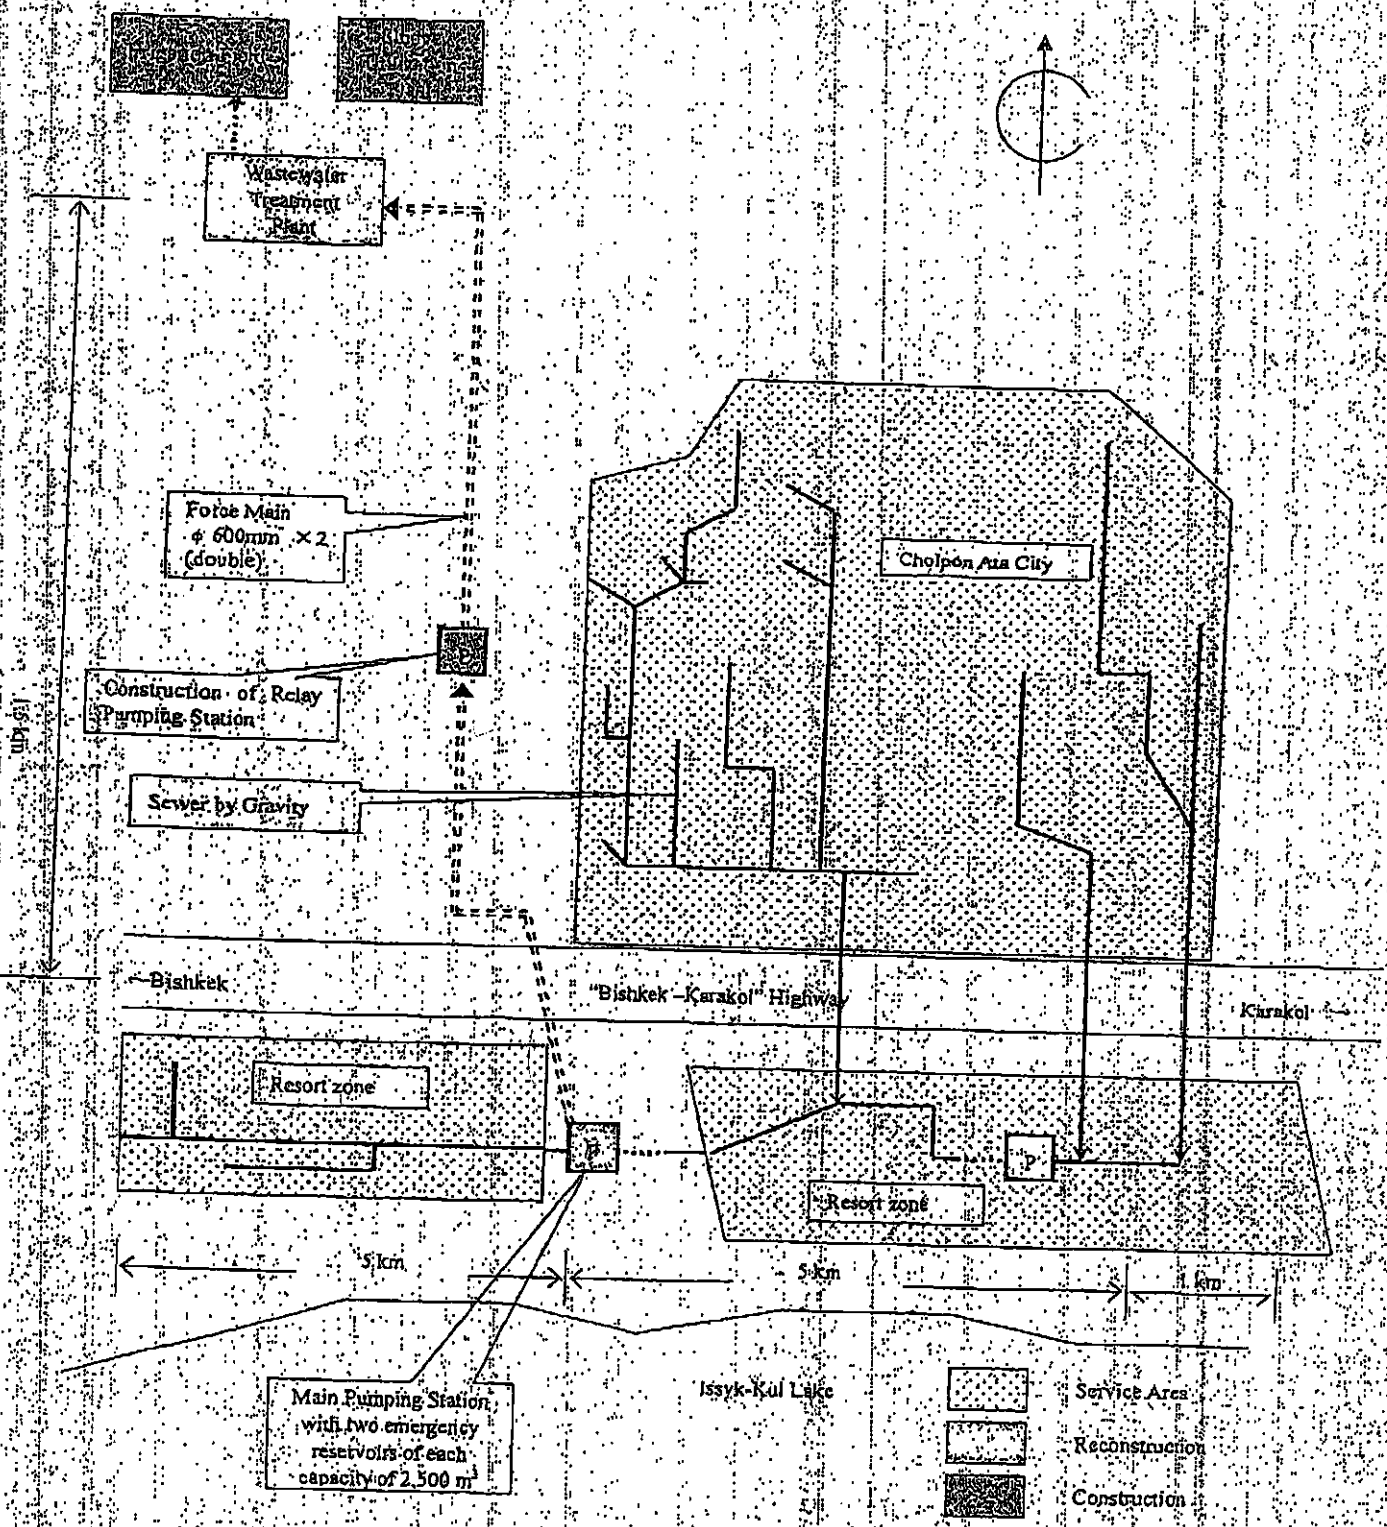 Wastewater
Treatment
Plant
Force Main
φ 600mm ×2
(double)
Cholpon Ata City
Construction of Relay
Pumping Station
Sewer by Gravity
←Bishkek
"Bishkek –Karakol" Highway
Karakol →
Resort zone
P
P
Resort zone
5 km
5 km
1 km
Main Pumping Station
with two emergency
reservoirs of each
capacity of 2,500 m³
Issyk-Kul Lake
Service Area
Reconstruction
Construction